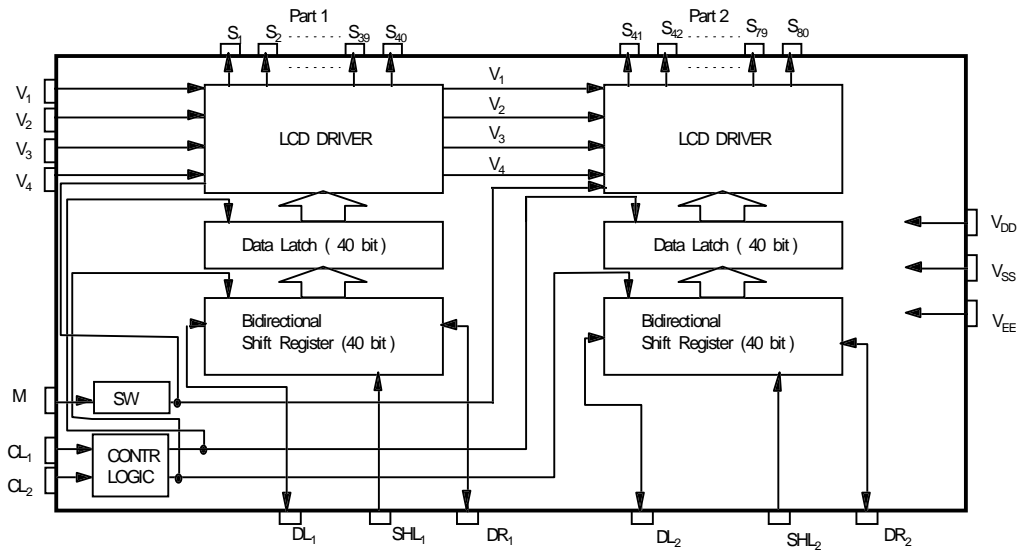 Part 1
Part 2
S1 S2 ........ S39 S40
S41 S42 ........ S79 S80
V1
V2
V3
V4
LCD DRIVER
V1
V2
V3
V4
LCD DRIVER
Data Latch ( 40 bit )
Data Latch ( 40 bit )
VDD
VSS
VEE
Bidirectional
Shift Register (40 bit)
Bidirectional
Shift Register (40 bit)
M
SW
CL1
CL2
CONTR
LOGIC
DL1
SHL1
DR1
DL2
SHL2
DR2